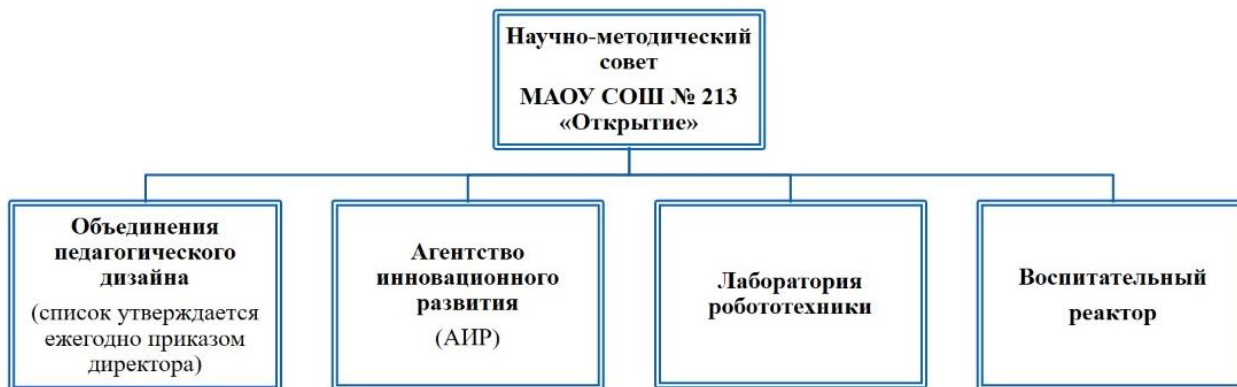 Научно-методический
совет
МАОУ СОШ № 213
«Открытие»
Объединения
педагогического
дизайна
(список утверждается
ежегодно приказом
директора)
Агентство
инновационного
развития
(АИР)
Лаборатория
робототехники
Воспитательный
реактор